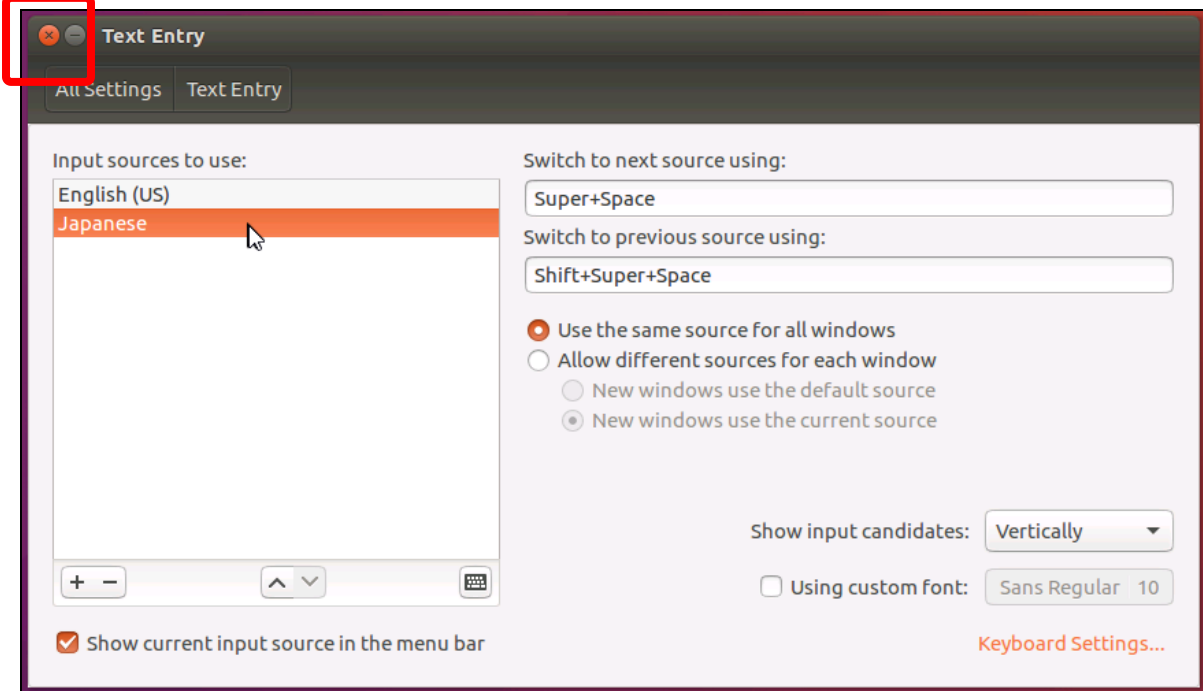 Text Entry
All Settings
Text Entry
Input sources to use:
English (US)
Japanese
Show current input source in the menu bar
Switch to next source using:
Super+Space
Switch to previous source using:
Shift+Super+Space
Use the same source for all windows
Allow different sources for each window
New windows use the default source
New windows use the current source
Show input candidates: Vertically
Using custom font: Sans Regular 10
Keyboard Settings...